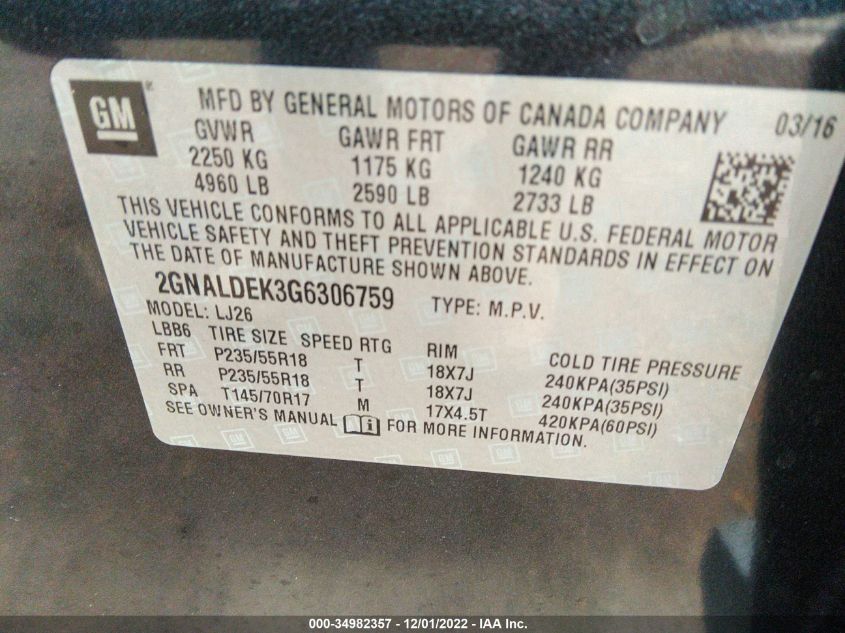 GM MFD BY GENERAL MOTORS OF CANADA COMPANY 03/16
GVWR GAWR FRT GAWR RR
2250 KG 1175 KG 1240 KG
4960 LB 2590 LB 2733 LB
THIS VEHICLE CONFORMS TO ALL APPLICABLE U.S. FEDERAL MOTOR
VEHICLE SAFETY AND THEFT PREVENTION STANDARDS IN EFFECT ON
THE DATE OF MANUFACTURE SHOWN ABOVE.
2GNALDEK3G6306759 TYPE: M.P.V.
MODEL: LJ26
LBB6 TIRE SIZE SPEED RTG RIM COLD TIRE PRESSURE
FRT P235/55R18 T 18X7J 240KPA(35PSI)
RR P235/55R18 T 18X7J 240KPA(35PSI)
SPA T145/70R17 M 17X4.5T 420KPA(60PSI)
SEE OWNER'S MANUAL FOR MORE INFORMATION.
000-34982357 - 12/01/2022 - IAA Inc.